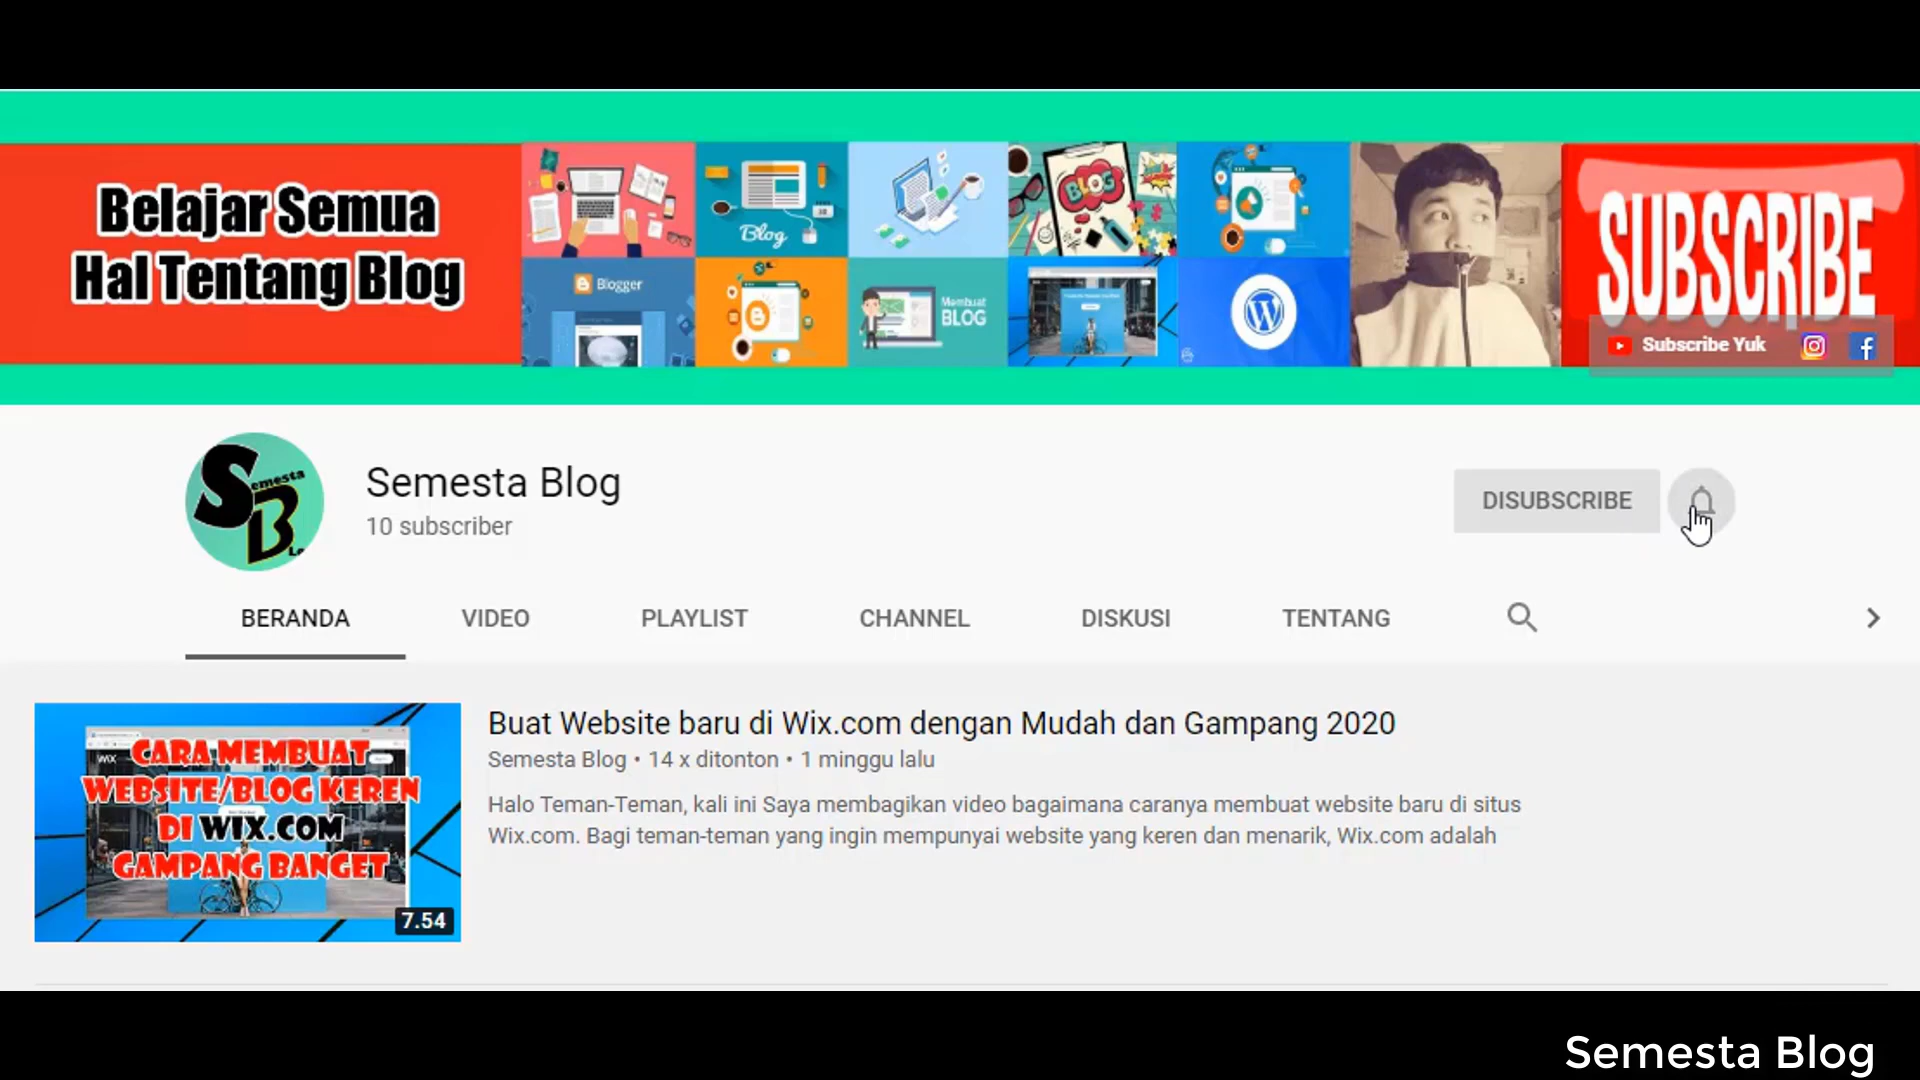 Belajar Semua
Hal Tentang Blog
Blog
BLOG
Blogger
Membuat
BLOG
SUBSCRIBE
Subscribe Yuk
Semesta
Semesta Blog
10 subscriber
DISUBSCRIBE
BERANDA VIDEO PLAYLIST CHANNEL DISKUSI TENTANG
CARA MEMBUAT
WEBSITE/BLOG KEREN
DI WIX.COM
GAMPANG BANGET
7.54
Buat Website baru di Wix.com dengan Mudah dan Gampang 2020
Semesta Blog • 14 x ditonton • 1 minggu lalu
Halo Teman-Teman, kali ini Saya membagikan video bagaimana caranya membuat website baru di situs
Wix.com. Bagi teman-teman yang ingin mempunyai website yang keren dan menarik, Wix.com adalah
Semesta Blog